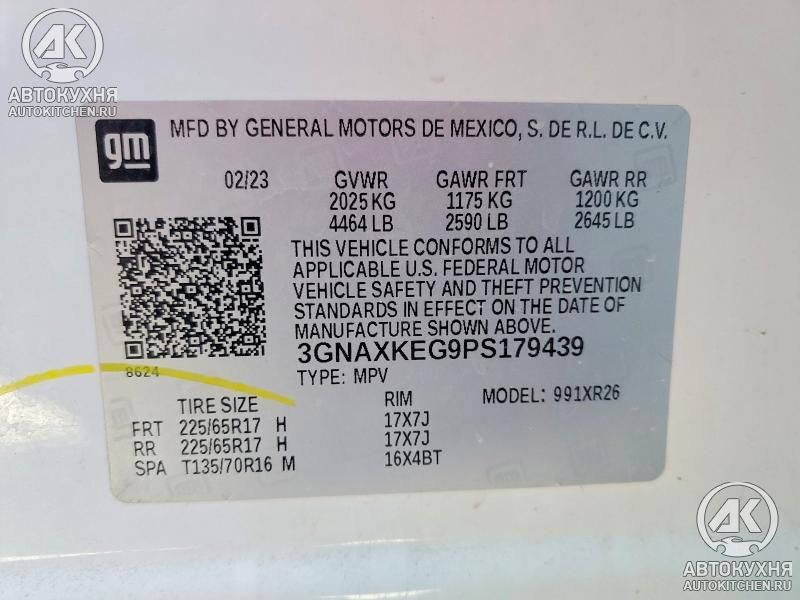 AK
АВТОКУХНЯ
AUTOKITCHEN.RU
gm
MFD BY GENERAL MOTORS DE MEXICO, S. DE R.L. DE C.V.
02/23 GVWR GAWR FRT GAWR RR
2025 KG 1175 KG 1200 KG
4464 LB 2590 LB 2645 LB
THIS VEHICLE CONFORMS TO ALL
APPLICABLE U.S. FEDERAL MOTOR
VEHICLE SAFETY AND THEFT PREVENTION
STANDARDS IN EFFECT ON THE DATE OF
MANUFACTURE SHOWN ABOVE.
3GNAXKEG9PS179439
8624
TYPE: MPV MODEL: 991XR26
TIRE SIZE RIM
FRT 225/65R17 H 17X7J
RR 225/65R17 H 17X7J
SPA T135/70R16 M 16X4BT
AK
АВТОКУХНЯ
AUTOKITCHEN.RU